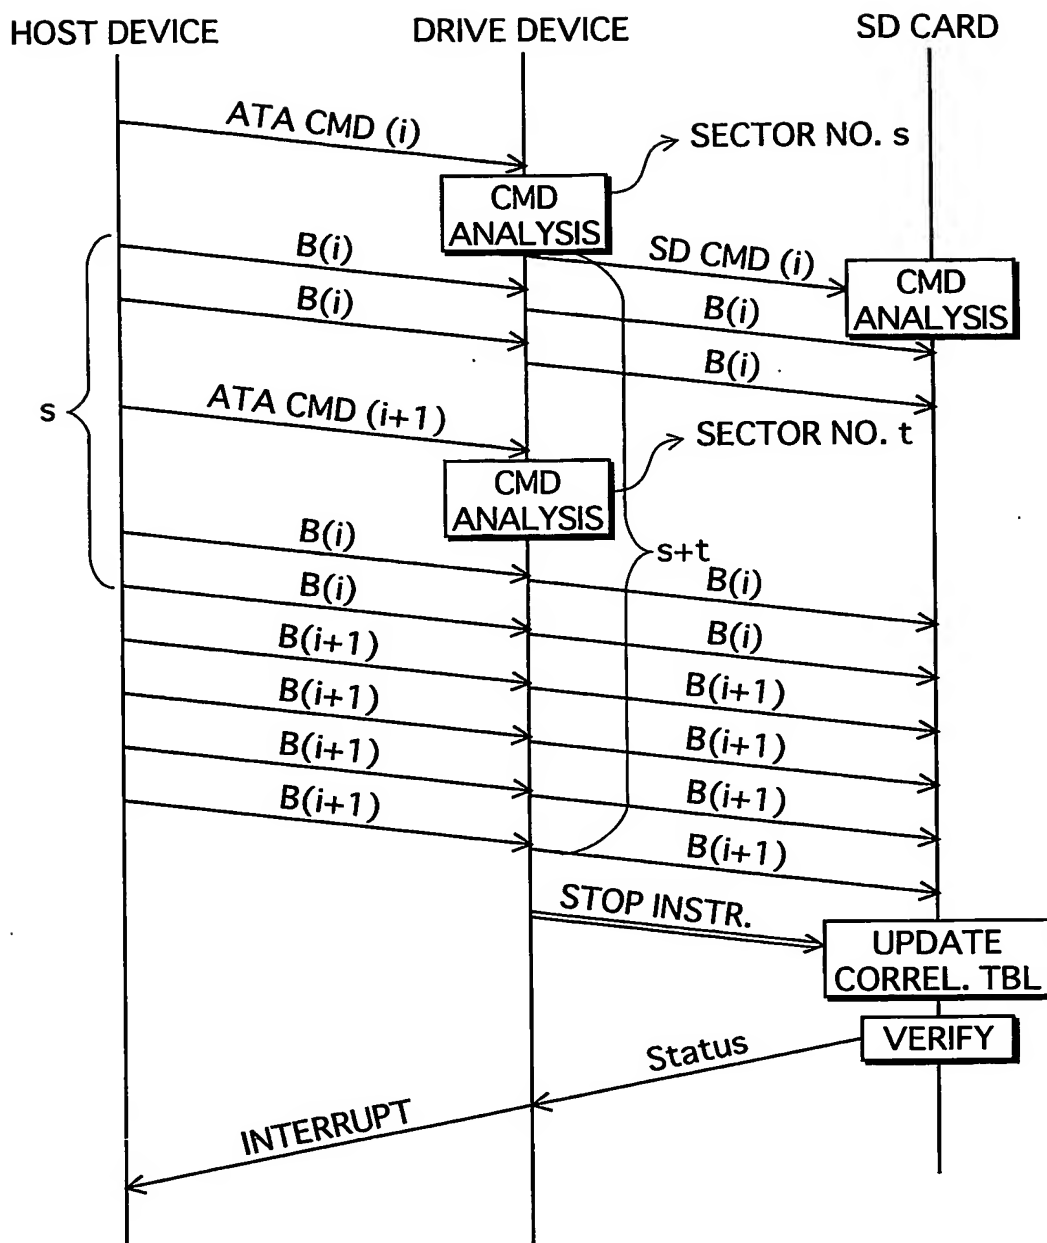 HOST DEVICE
DRIVE DEVICE
SD CARD
ATA CMD (i)
SECTOR NO. s
CMD
ANALYSIS
B(i)
SD CMD (i)
CMD
ANALYSIS
B(i)
B(i)
B(i)
s
ATA CMD (i+1)
SECTOR NO. t
CMD
ANALYSIS
B(i)
s+t
B(i)
B(i)
B(i)
B(i+1)
B(i+1)
B(i+1)
B(i+1)
B(i+1)
B(i+1)
B(i+1)
B(i+1)
STOP INSTR.
UPDATE
CORREL. TBL
VERIFY
Status
INTERRUPT